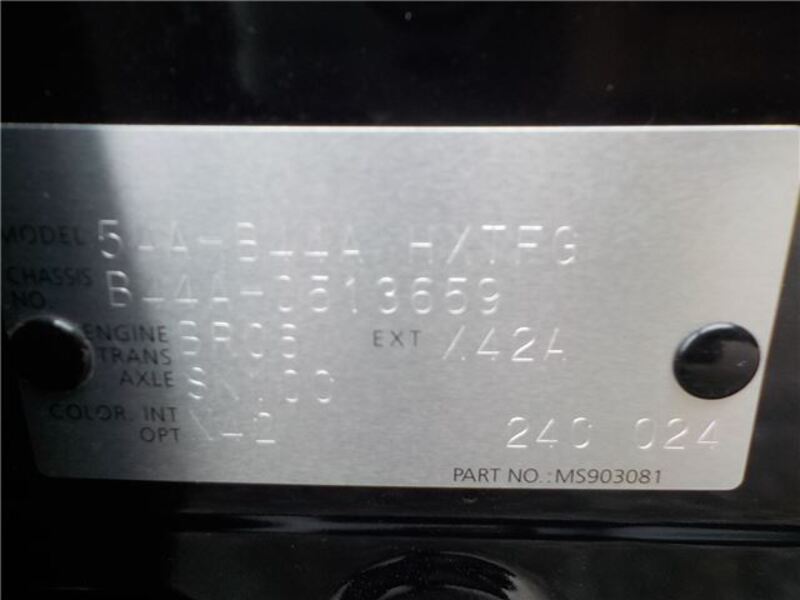 MODEL 5AA-B44A HXTFG
CHASSIS NO. B44A-0513659
ENGINE BR06 EXT X42A
TRANS
AXLE
COLOR. INT
OPT 240 024
PART NO.:MS903081